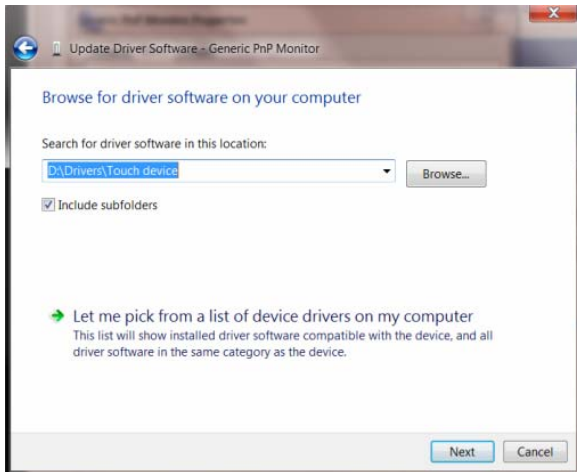 Update Driver Software - Generic PnP Monitor
Browse for driver software on your computer
Search for driver software in this location:
D:\Drivers\Touch device
Browse...
Include subfolders
Let me pick from a list of device drivers on my computer
This list will show installed driver software compatible with the device, and all
driver software in the same category as the device.
Next Cancel